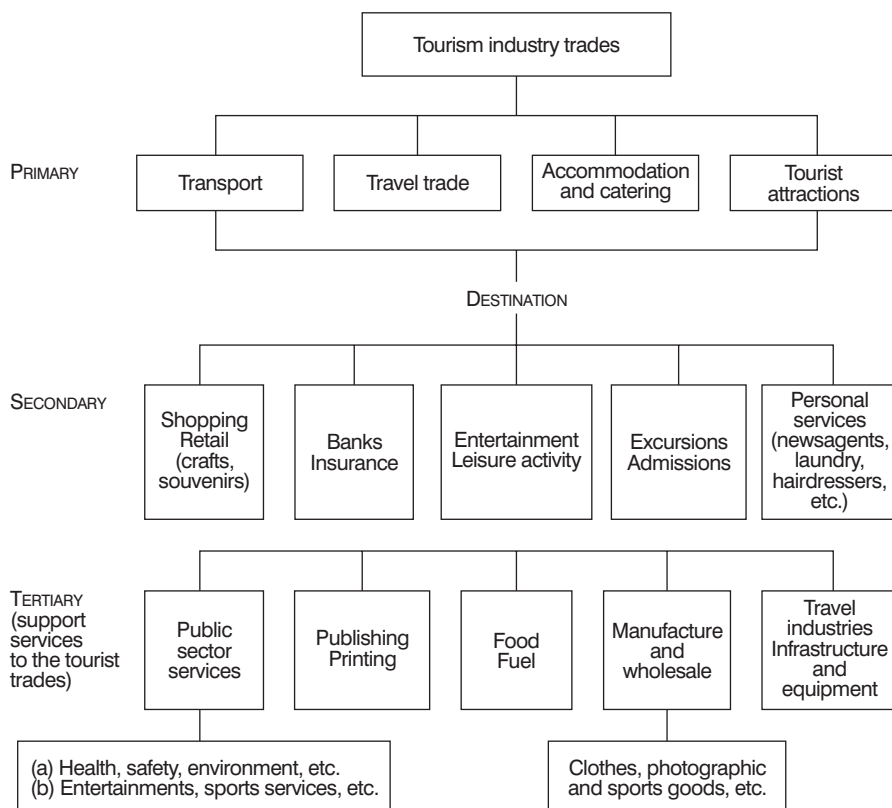 Tourism industry trades
PRIMARY
Transport
Travel trade
Accommodation
and catering
Tourist
attractions
DESTINATION
SECONDARY
Shopping
Retail
(crafts,
souvenirs)
Banks
Insurance
Entertainment
Leisure activity
Excursions
Admissions
Personal
services
(newsagents,
laundry,
hairdressers,
etc.)
TERTIARY
(support
services
to the tourist
trades)
Public
sector
services
Publishing
Printing
Food
Fuel
Manufacture
and
wholesale
Travel
industries
Infrastructure
and
equipment
(a) Health, safety, environment, etc.
(b) Entertainments, sports services, etc.
Clothes, photographic
and sports goods, etc.